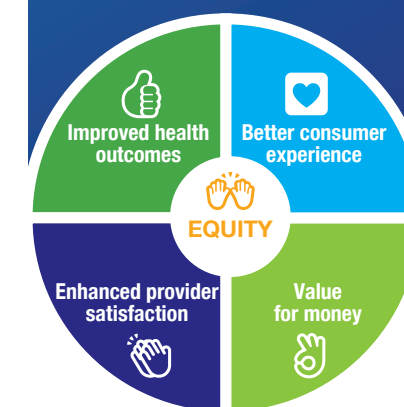 Improved health
outcomes
Better consumer
experience
EQUITY
Enhanced provider
satisfaction
Value
for money